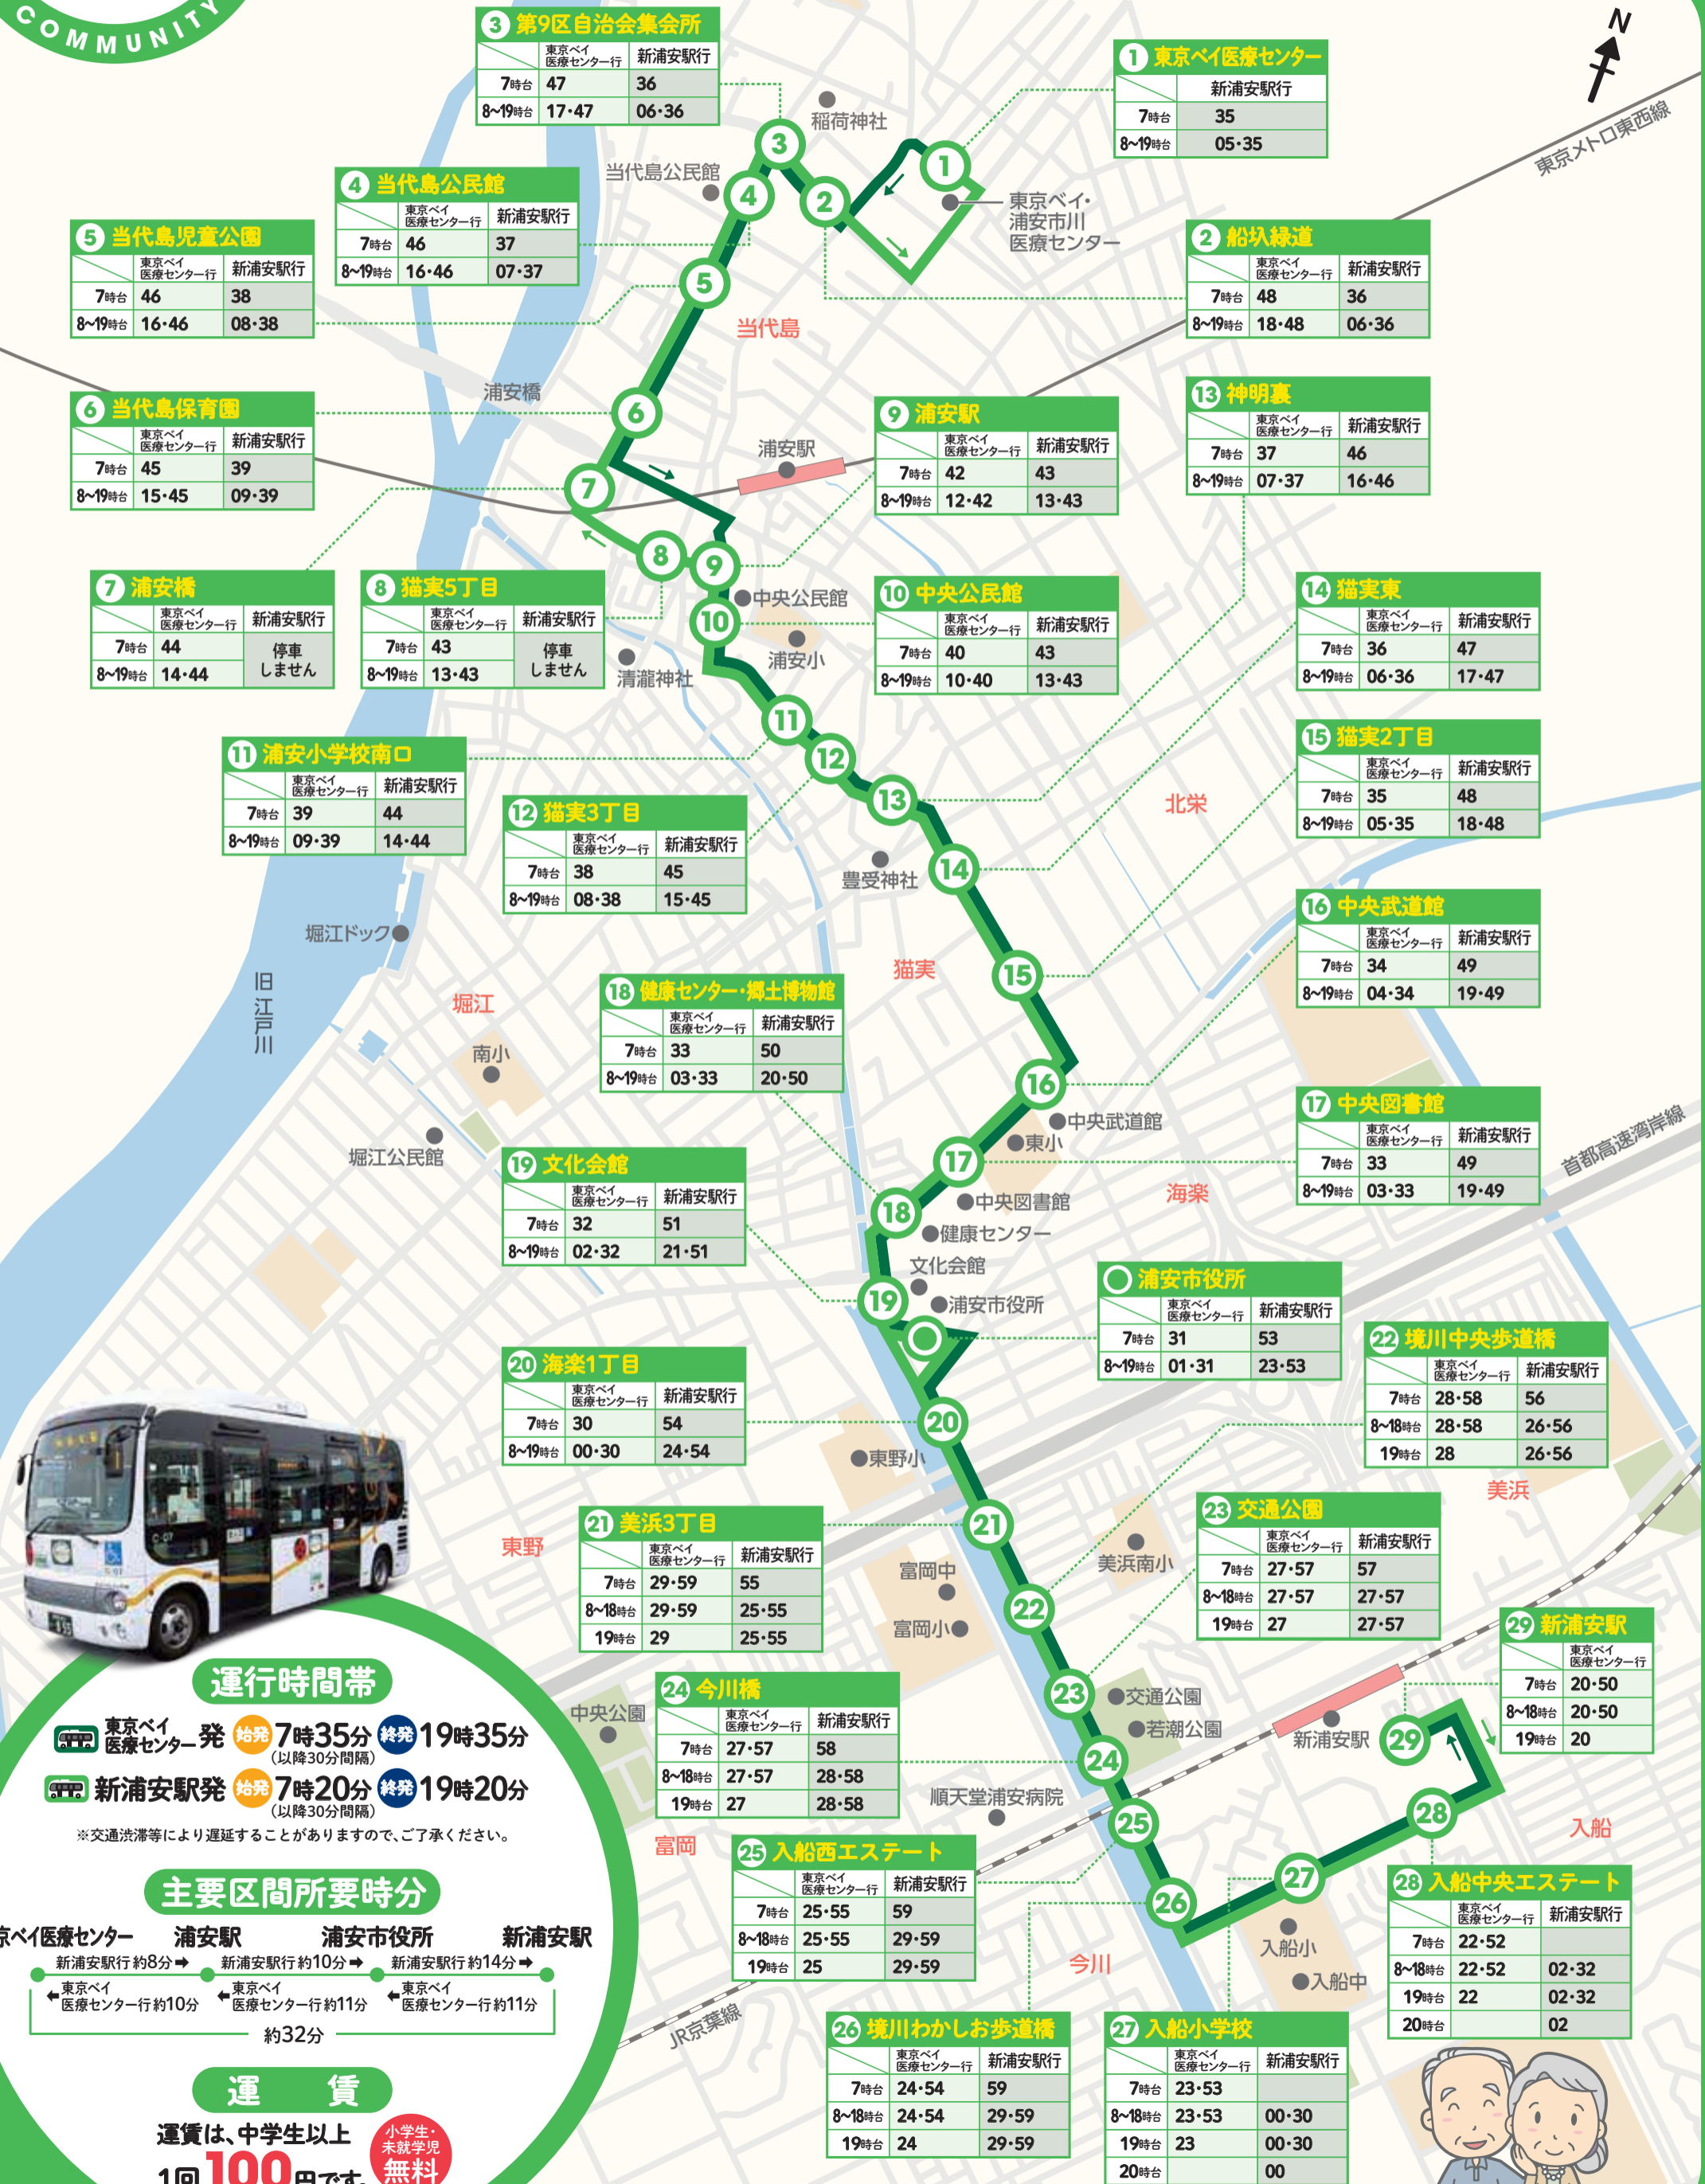 COMMUNITY
N
③ 第9区自治会集会所
東京ベイ医療センター行 新浦安駅行
7時台 47 36
8~19時台 17・47 06・36
① 東京ベイ医療センター
新浦安駅行
7時台 35
8~19時台 05・35
東京メトロ東西線
稲荷神社
当代島公民館
④ 当代島公民館
東京ベイ医療センター行 新浦安駅行
7時台 46 37
8~19時台 16・46 07・37
3
1
4
2
東京ベイ・
浦安市川
医療センター
⑤ 当代島児童公園
東京ベイ医療センター行 新浦安駅行
7時台 46 38
8~19時台 16・46 08・38
② 船圦緑道
東京ベイ医療センター行 新浦安駅行
7時台 48 36
8~19時台 18・48 06・36
5
当代島
浦安橋
⑥ 当代島保育園
東京ベイ医療センター行 新浦安駅行
7時台 45 39
8~19時台 15・45 09・39
6
浦安駅
⑨ 浦安駅
東京ベイ医療センター行 新浦安駅行
7時台 42 43
8~19時台 12・42 13・43
⑬ 神明裏
東京ベイ医療センター行 新浦安駅行
7時台 37 46
8~19時台 07・37 16・46
7
8
9
⑦ 浦安橋
東京ベイ医療センター行 新浦安駅行
7時台 44 停車しません
8~19時台 14・44
⑧ 猫実5丁目
東京ベイ医療センター行 新浦安駅行
7時台 43 停車しません
8~19時台 13・43
中央公民館
10
浦安小
清瀧神社
⑩ 中央公民館
東京ベイ医療センター行 新浦安駅行
7時台 40 43
8~19時台 10・40 13・43
⑭ 猫実東
東京ベイ医療センター行 新浦安駅行
7時台 36 47
8~19時台 06・36 17・47
11
12
13
⑪ 浦安小学校南口
東京ベイ医療センター行 新浦安駅行
7時台 39 44
8~19時台 09・39 14・44
⑮ 猫実2丁目
東京ベイ医療センター行 新浦安駅行
7時台 35 48
8~19時台 05・35 18・48
⑫ 猫実3丁目
東京ベイ医療センター行 新浦安駅行
7時台 38 45
8~19時台 08・38 15・45
北栄
豊受神社
14
堀江ドック
旧江戸川
堀江
猫実
15
⑯ 中央武道館
東京ベイ医療センター行 新浦安駅行
7時台 34 49
8~19時台 04・34 19・49
⑱ 健康センター・郷土博物館
東京ベイ医療センター行 新浦安駅行
7時台 33 50
8~19時台 03・33 20・50
南小
16
中央武道館
東小
堀江公民館
17
⑰ 中央図書館
東京ベイ医療センター行 新浦安駅行
7時台 33 49
8~19時台 03・33 19・49
首都高速湾岸線
⑲ 文化会館
東京ベイ医療センター行 新浦安駅行
7時台 32 51
8~19時台 02・32 21・51
海楽
中央図書館
18
健康センター
文化会館
浦安市役所
19
浦安市役所
東京ベイ医療センター行 新浦安駅行
7時台 31 53
8~19時台 01・31 23・53
⑳ 海楽1丁目
東京ベイ医療センター行 新浦安駅行
7時台 30 54
8~19時台 00・30 24・54
㉒ 境川中央歩道橋
東京ベイ医療センター行 新浦安駅行
7時台 28・58 56
8~18時台 28・58 26・56
19時台 28 26・56
20
東野小
美浜
東野
㉑ 美浜3丁目
東京ベイ医療センター行 新浦安駅行
7時台 29・59 55
8~18時台 29・59 25・55
19時台 29 25・55
21
㉓ 交通公園
東京ベイ医療センター行 新浦安駅行
7時台 27・57 57
8~18時台 27・57 27・57
19時台 27 27・57
美浜南小
富岡中
富岡小
22
㉙ 新浦安駅
東京ベイ医療センター行
7時台 20・50
8~18時台 20・50
19時台 20
23
交通公園
若潮公園
新浦安駅
29
中央公園
㉔ 今川橋
東京ベイ医療センター行 新浦安駅行
7時台 27・57 58
8~18時台 27・57 28・58
19時台 27 28・58
24
順天堂浦安病院
25
28
入船
富岡
㉕ 入船西エステート
東京ベイ医療センター行 新浦安駅行
7時台 25・55 59
8~18時台 25・55 29・59
19時台 25 29・59
26
27
入船小
入船中
今川
㉘ 入船中央エステート
東京ベイ医療センター行 新浦安駅行
7時台 22・52
8~18時台 22・52 02・32
19時台 22 02・32
20時台 02
JR京葉線
㉖ 境川わかしお歩道橋
東京ベイ医療センター行 新浦安駅行
7時台 24・54 59
8~18時台 24・54 29・59
19時台 24 29・59
㉗ 入船小学校
東京ベイ医療センター行 新浦安駅行
7時台 23・53
8~18時台 23・53 00・30
19時台 23 00・30
20時台 00
運行時間帯
東京ベイ医療センター発 始発 7時35分 終発 19時35分
(以降30分間隔)
新浦安駅発 始発 7時20分 終発 19時20分
(以降30分間隔)
※交通渋滞等により遅延することがありますので、ご了承ください。
主要区間所要時分
京ベイ医療センター 浦安駅 浦安市役所 新浦安駅
新浦安駅行 約8分➡ 新浦安駅行 約10分➡ 新浦安駅行 約14分➡
⬅東京ベイ医療センター行 約10分 ⬅東京ベイ医療センター行 約11分 ⬅東京ベイ医療センター行 約11分
約32分
運賃
運賃は、中学生以上
1回100円です。
小学生・
未就学児
無料